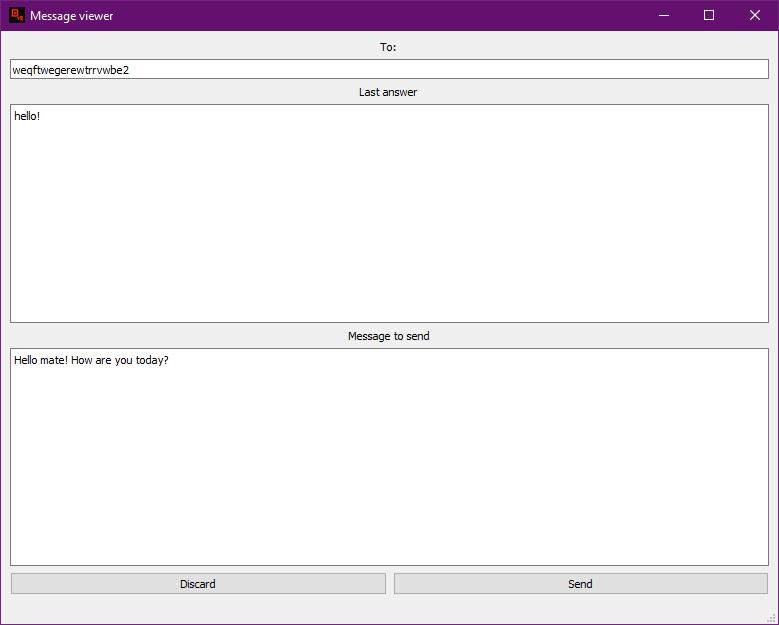 Message viewer
To:
weqftwegerewtrrvwbe2
Last answer
hello!
Message to send
Hello mate! How are you today?
Discard
Send